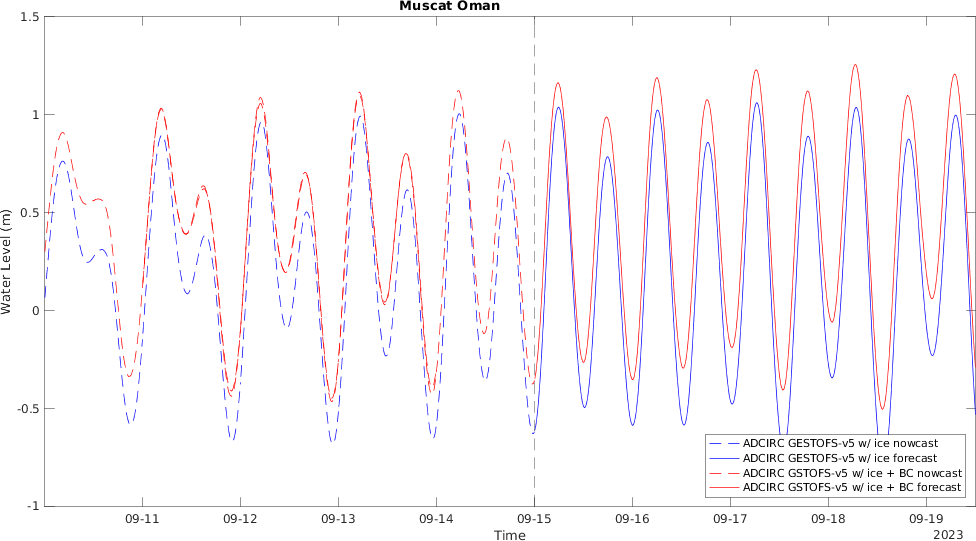 Muscat Oman
1.5
1
0.5
0
-0.5
-1
Water Level (m)
09-11
09-12
09-13
09-14
09-15
09-16
09-17
09-18
09-19
Time
2023
ADCIRC GESTOFS-v5 w/ ice nowcast
ADCIRC GESTOFS-v5 w/ ice forecast
ADCIRC GSTOFS-v5 w/ ice + BC nowcast
ADCIRC GSTOFS-v5 w/ ice + BC forecast